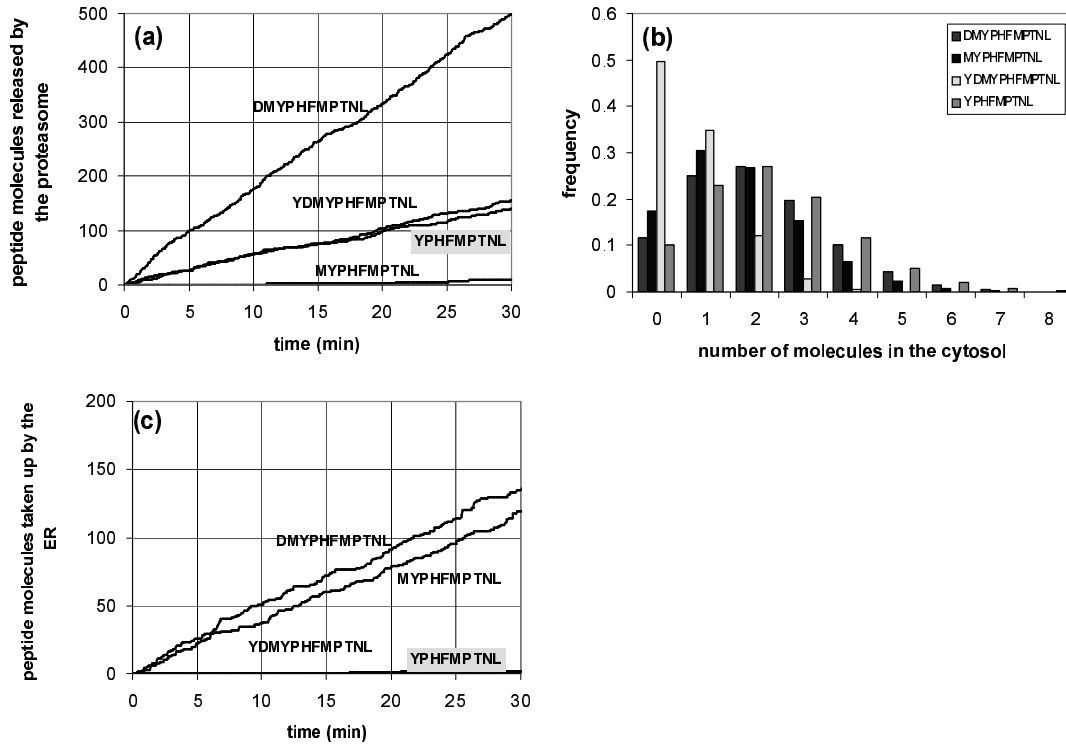 (a)
peptide molecules released by
the proteasome
500
400
300
200
100
0
DMYPHFMPTNL
YDMYPHFMPTNL
YPHFMPTNL
MYPHFMPTNL
0 5 10 15 20 25 30
time (min)
(b)
frequency
0.6
0.5
0.4
0.3
0.2
0.1
0
DMYPHFMPTNL
MYPHFMPTNL
YDMYPHFMPTNL
YPHFMPTNL
0 1 2 3 4 5 6 7 8
number of molecules in the cytosol
(c)
peptide molecules taken up by the
ER
200
150
100
50
0
DMYPHFMPTNL
MYPHFMPTNL
YDMYPHFMPTNL
YPHFMPTNL
0 5 10 15 20 25 30
time (min)